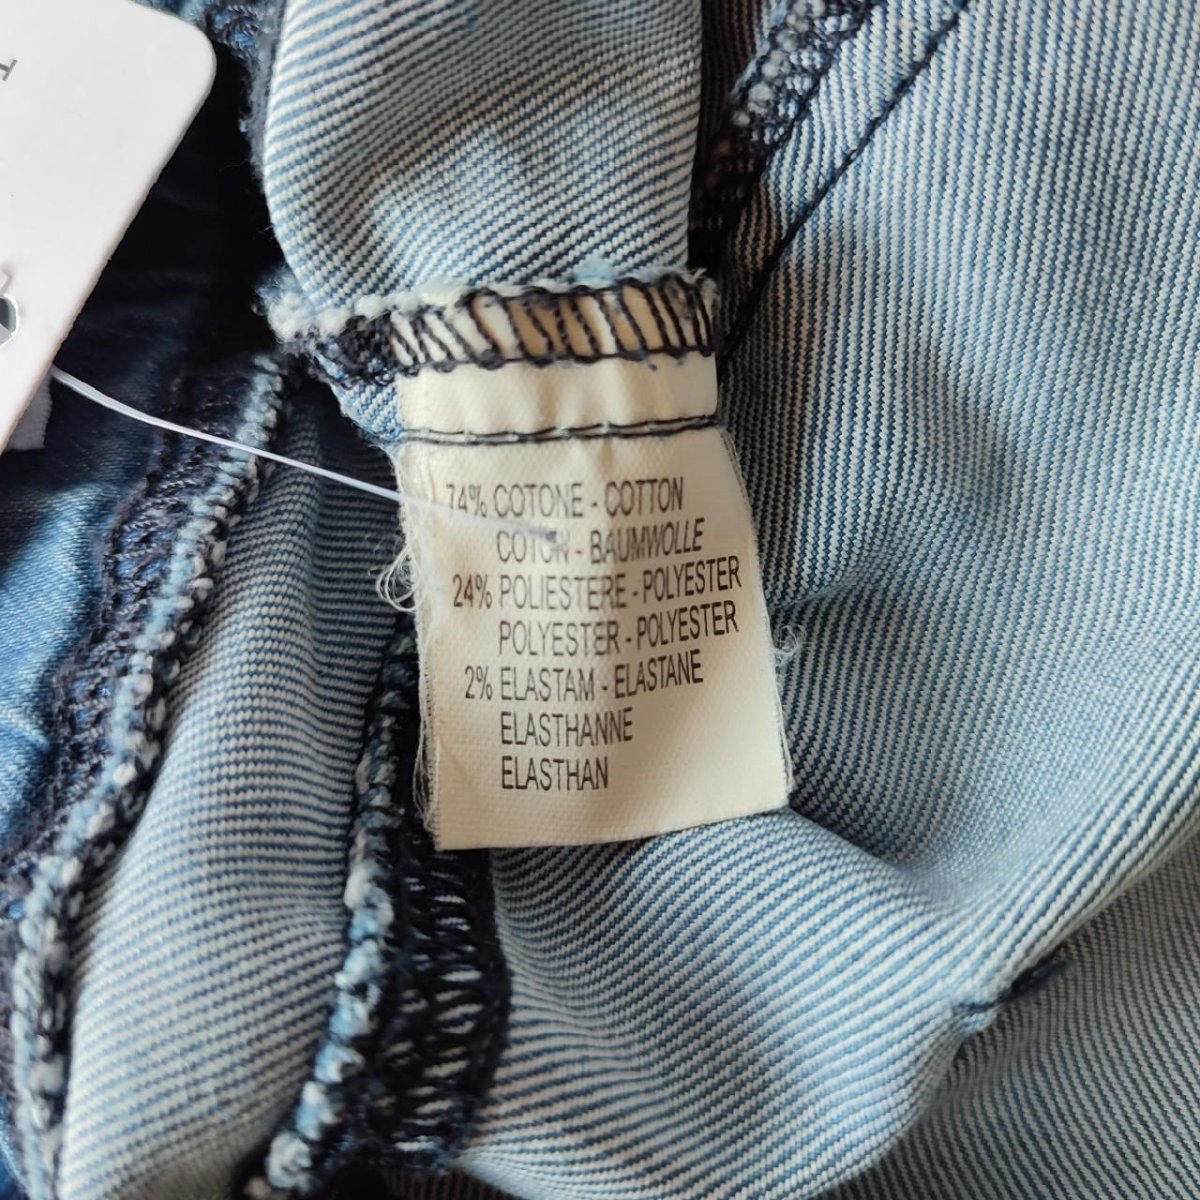 74% COTONE - COTTON
COTON - BAUMWOLLE
24% POLIESTERE - POLYESTER
POLYESTER - POLYESTER
2% ELASTAM - ELASTANE
ELASTHANNE
ELASTHAN